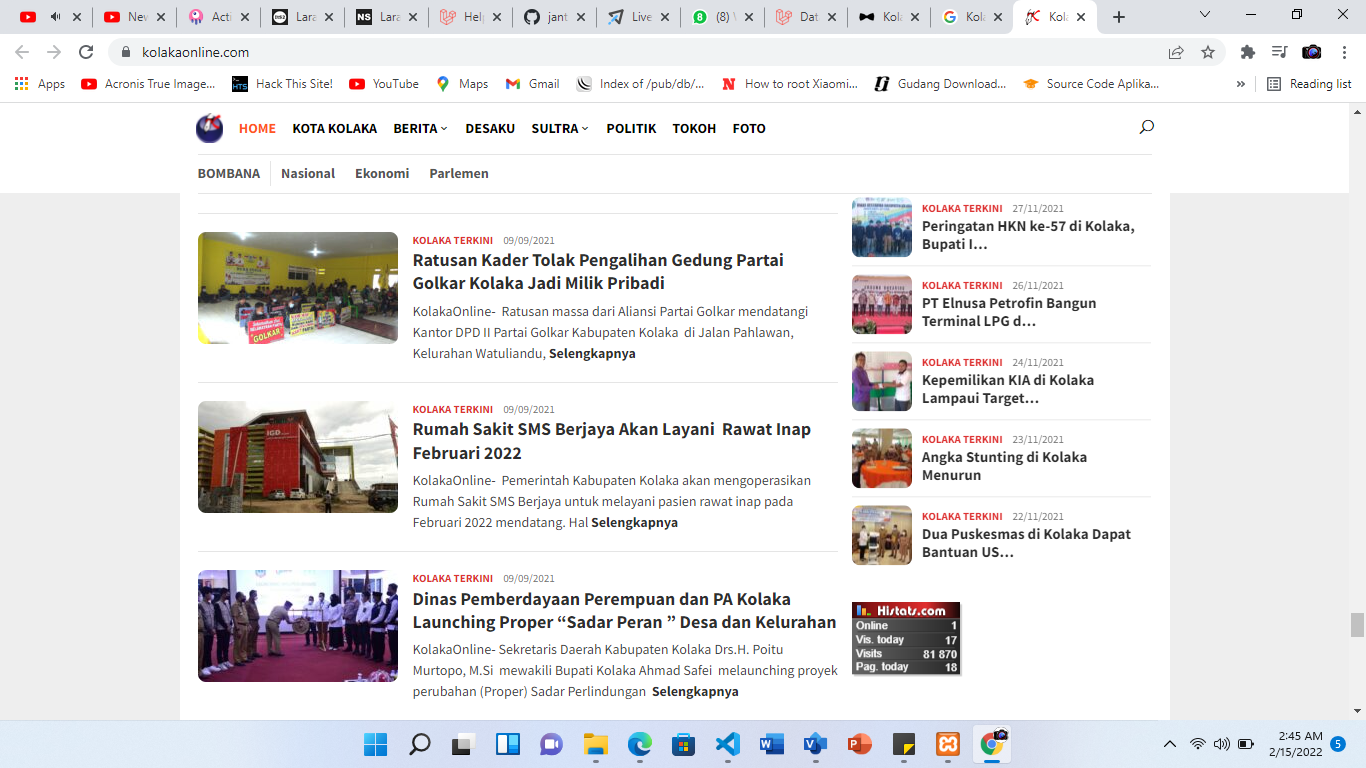 New
Acti
Lara
Lara
Help
jant
Live
(8)
Data
Kola
Kola
Kola
kolakaonline.com
Apps
Acronis True Image...
Hack This Site!
YouTube
Maps
Gmail
Index of /pub/db/...
How to root Xiaomi...
Gudang Download...
Source Code Aplika...
»
Reading list
HOME
KOTA KOLAKA
BERITA
DESAKU
SULTRA
POLITIK
TOKOH
FOTO
BOMBANA
Nasional
Ekonomi
Parlemen
KOLAKA TERKINI 09/09/2021
Ratusan Kader Tolak Pengalihan Gedung Partai
Golkar Kolaka Jadi Milik Pribadi
KolakaOnline- Ratusan massa dari Aliansi Partai Golkar mendatangi
Kantor DPD II Partai Golkar Kabupaten Kolaka di Jalan Pahlawan,
Kelurahan Watuliandu, Selengkapnya
GOLKAR
KOLAKA TERKINI 09/09/2021
Rumah Sakit SMS Berjaya Akan Layani Rawat Inap
Februari 2022
KolakaOnline- Pemerintah Kabupaten Kolaka akan mengoperasikan
Rumah Sakit SMS Berjaya untuk melayani pasien rawat inap pada
Februari 2022 mendatang. Hal Selengkapnya
IGD
KOLAKA TERKINI 09/09/2021
Dinas Pemberdayaan Perempuan dan PA Kolaka
Launching Proper “Sadar Peran ” Desa dan Kelurahan
KolakaOnline- Sekretaris Daerah Kabupaten Kolaka Drs.H. Poitu
Murtopo, M.Si mewakili Bupati Kolaka Ahmad Safei melaunching proyek
perubahan (Proper) Sadar Perlindungan Selengkapnya
KOLAKA TERKINI 27/11/2021
Peringatan HKN ke-57 di Kolaka,
Bupati I...
KOLAKA TERKINI 26/11/2021
PT Elnusa Petrofin Bangun
Terminal LPG d...
KOLAKA TERKINI 24/11/2021
Kepemilikan KIA di Kolaka
Lampaui Target...
KOLAKA TERKINI 23/11/2021
Angka Stunting di Kolaka
Menurun
KOLAKA TERKINI 22/11/2021
Dua Puskesmas di Kolaka Dapat
Bantuan US...
Histats.com
Online 1
Vis. today 17
Visits 81 870
Pag. today 18
2:45 AM
2/15/2022
5